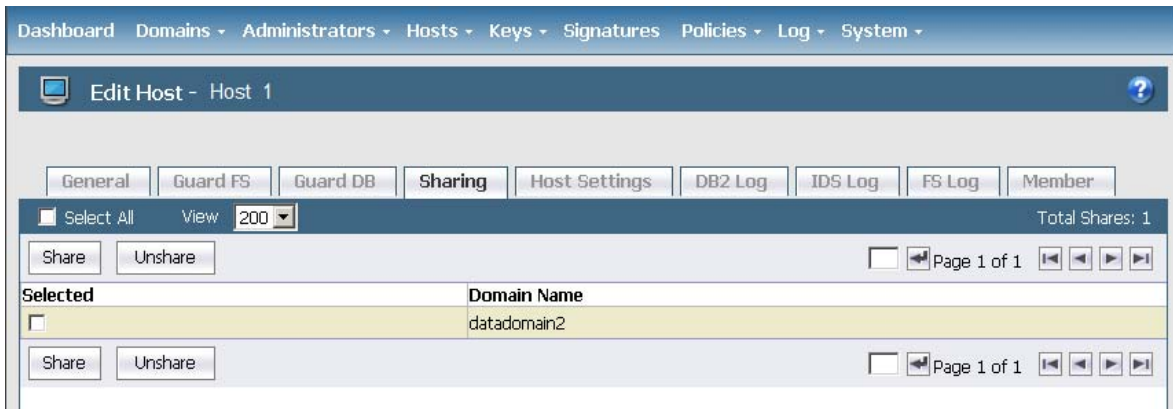 Dashboard Domains Administrators Hosts Keys Signatures Policies Log System
Edit Host - Host 1 ?
General Guard FS Guard DB Sharing Host Settings DB2 Log IDS Log FS Log Member
Select All View 200 Total Shares: 1
Share Unshare Page 1 of 1
Selected Domain Name
datadomain2
Share Unshare Page 1 of 1